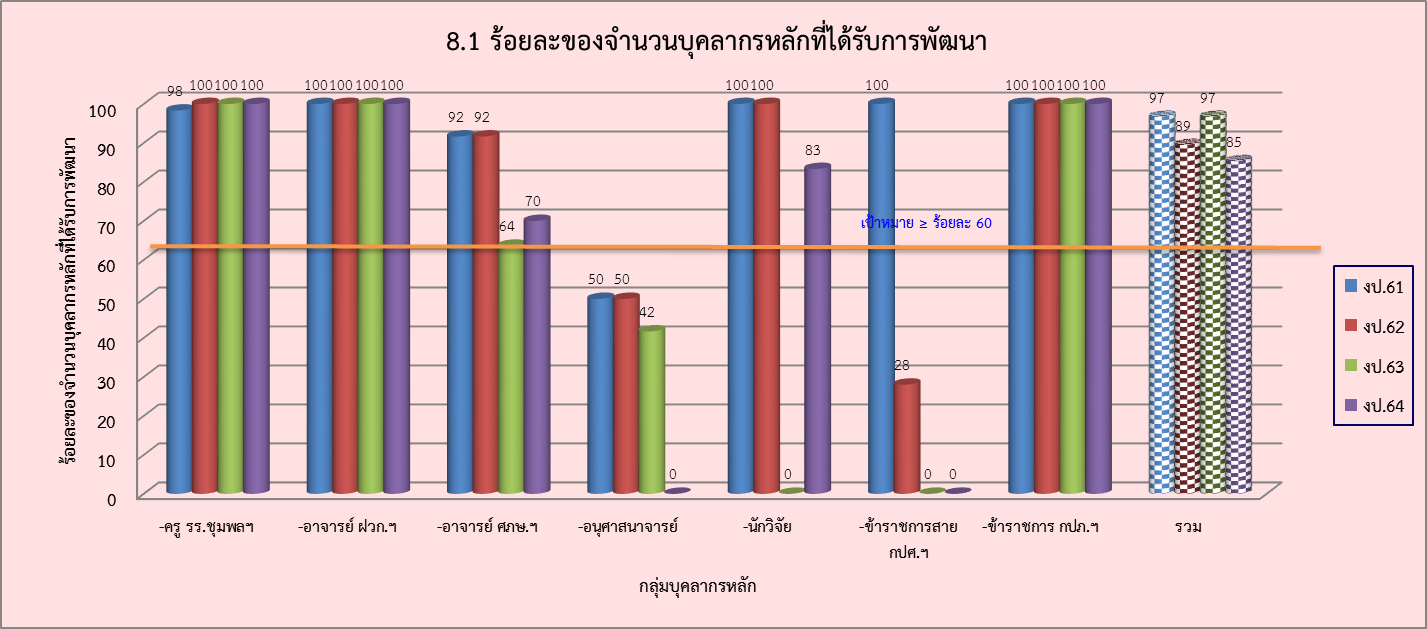 8.1 ร้อยละของจำนวนบุคลากรหลักที่ได้รับการพัฒนา
ร้อยละของจำนวนบุคลากรหลักที่ได้รับการพัฒนา
100
90
80
70
60
50
40
30
20
10
0
98 100 100 100
100 100 100 100
92 92 64 70
50 50 42 0
100 100 0 83
100 28 0 0
100 100 100 100
97 89 97 85
เป้าหมาย ≥ ร้อยละ 60
-ครู รร.ชุมพลฯ
-อาจารย์ ฝวก.ฯ
-อาจารย์ ศภษ.ฯ
-อนุศาสนาจารย์
-นักวิจัย
-ข้าราชการสาย
กปศ.ฯ
-ข้าราชการ กปภ.ฯ
รวม
กลุ่มบุคลากรหลัก
งป.61
งป.62
งป.63
งป.64